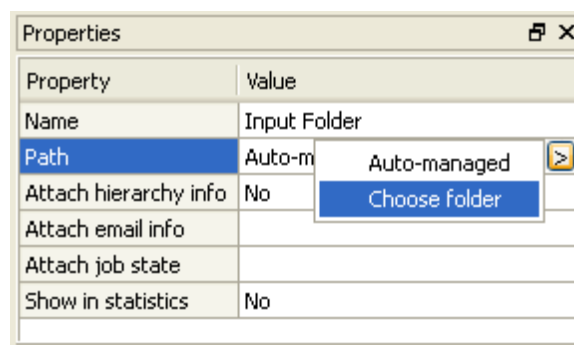 Properties
Property Value
Name Input Folder
Path Auto-m
Auto-managed
Choose folder
Attach hierarchy info No
Attach email info
Attach job state
Show in statistics No